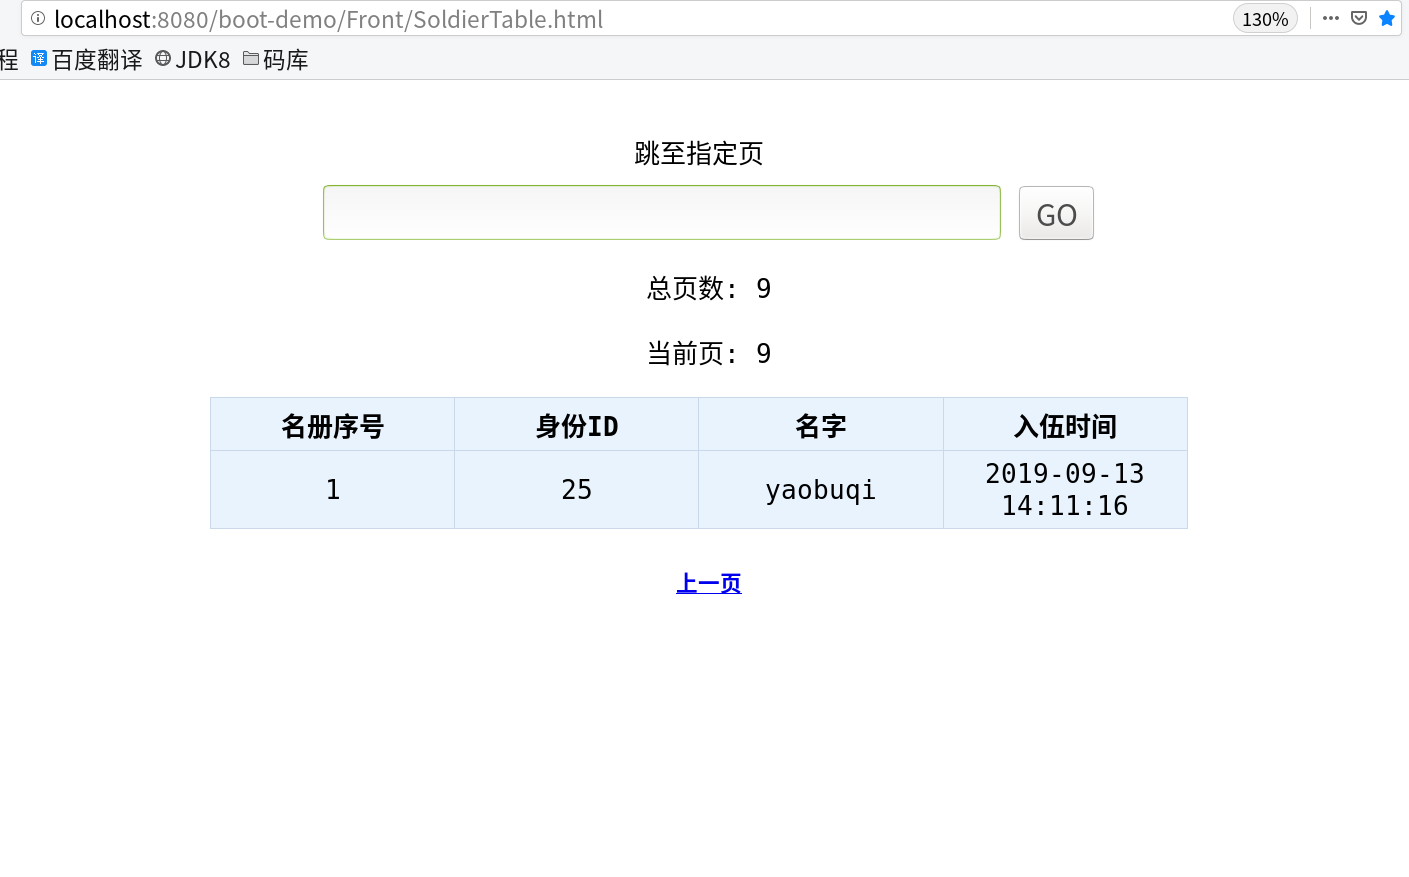 localhost:8080/boot-demo/Front/SoldierTable.html 130%
程 译 百度翻译 JDK8 码库
跳至指定页
GO
总页数: 9
当前页: 9
名册序号 身份ID 名字 入伍时间
1 25 yaobuqi 2019-09-13
14:11:16
上一页